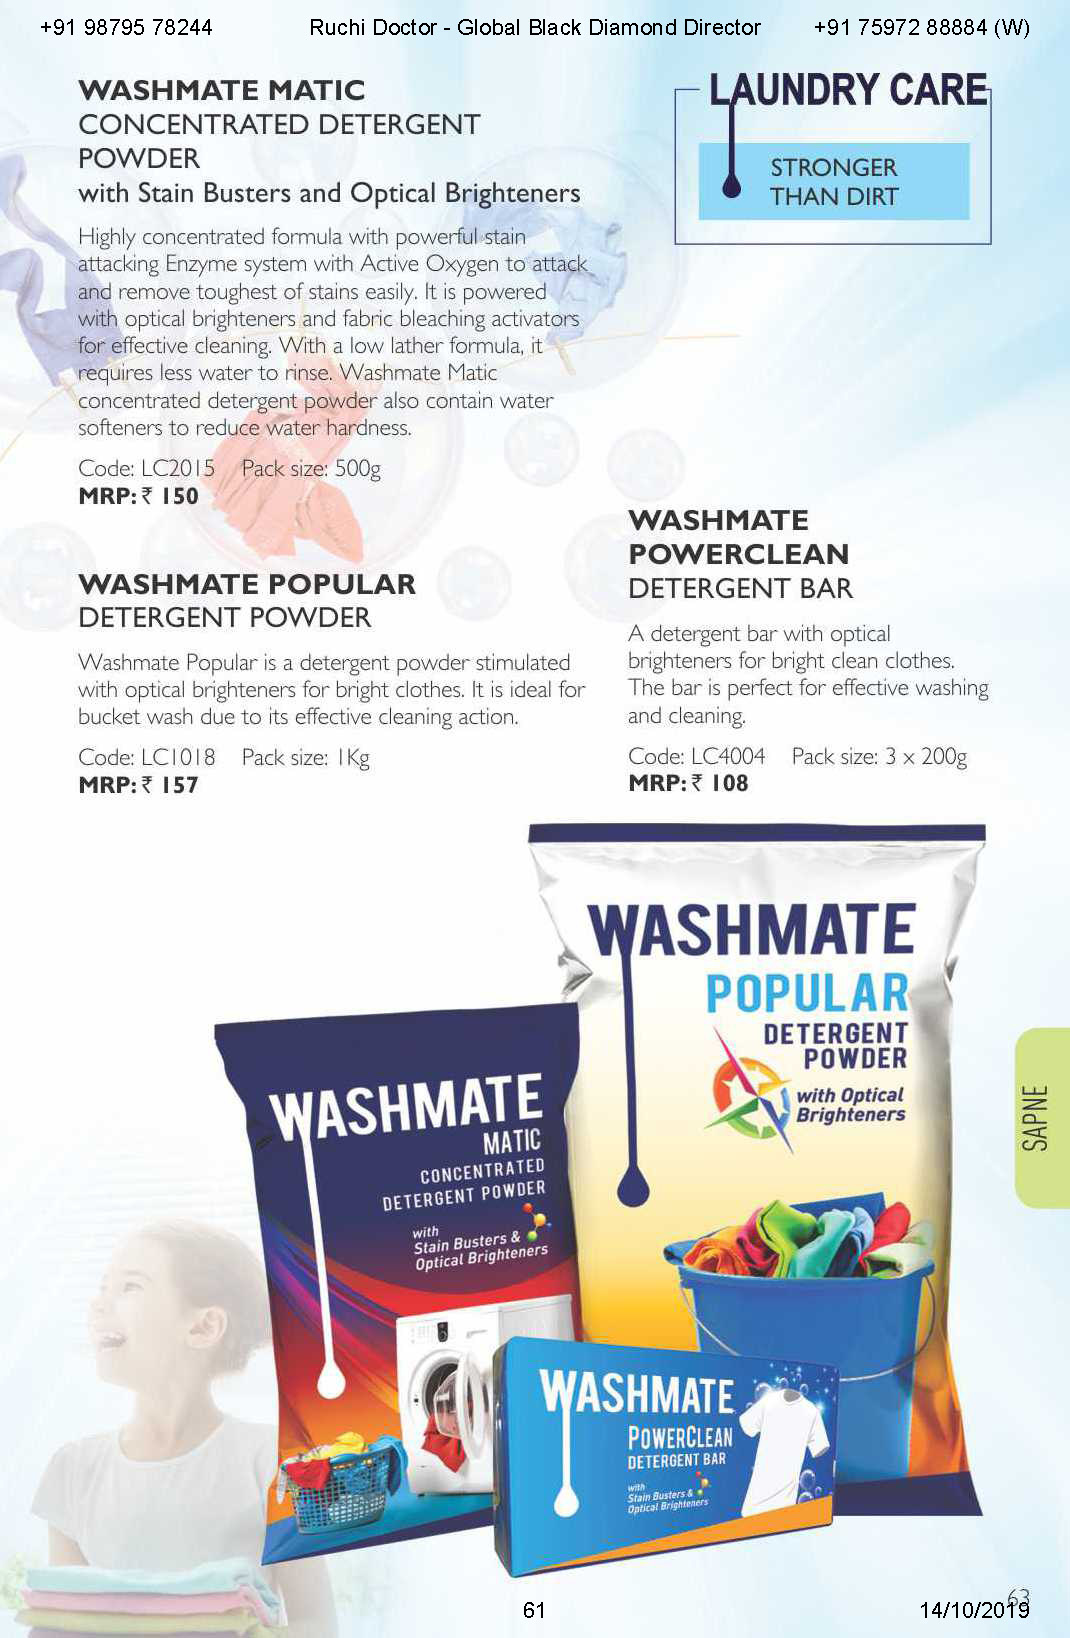 +91 98795 78244 Ruchi Doctor - Global Black Diamond Director +91 75972 88884 (W)
WASHMATE MATIC
CONCENTRATED DETERGENT
POWDER
with Stain Busters and Optical Brighteners
Highly concentrated formula with powerful stain
attacking Enzyme system with Active Oxygen to attack
and remove toughest of stains easily. It is powered
with optical brighteners and fabric bleaching activators
for effective cleaning. With a low lather formula, it
requires less water to rinse. Washmate Matic
concentrated detergent powder also contain water
softeners to reduce water hardness.
Code: LC2015 Pack size: 500g
MRP: ₹ 150
LAUNDRY CARE
STRONGER
THAN DIRT
WASHMATE POPULAR
DETERGENT POWDER
Washmate Popular is a detergent powder stimulated
with optical brighteners for bright clothes. It is ideal for
bucket wash due to its effective cleaning action.
Code: LC1018 Pack size: 1Kg
MRP: ₹ 157
WASHMATE
POWERCLEAN
DETERGENT BAR
A detergent bar with optical
brighteners for bright clean clothes.
The bar is perfect for effective washing
and cleaning.
Code: LC4004 Pack size: 3 x 200g
MRP: ₹ 108
WASHMATE
POPULAR
DETERGENT
POWDER
with Optical
Brighteners
WASHMATE
MATIC
CONCENTRATED
DETERGENT POWDER
with
Stain Busters &
Optical Brighteners
WASHMATE
POWERCLEAN
DETERGENT BAR
with
Stain Busters &
Optical Brighteners
SAPNE
63
61 14/10/2019